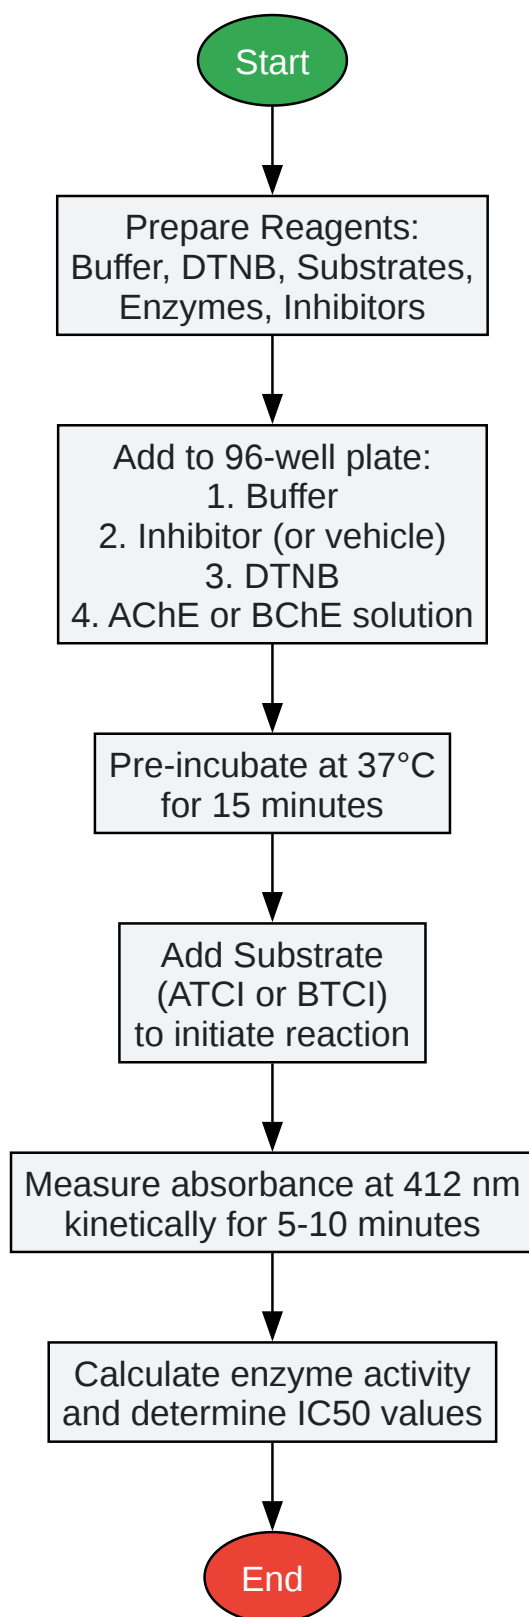 Start
Prepare Reagents:
Buffer, DTNB, Substrates,
Enzymes, Inhibitors
Add to 96-well plate:
1. Buffer
2. Inhibitor (or vehicle)
3. DTNB
4. AChE or BChE solution
Pre-incubate at 37°C
for 15 minutes
Add Substrate
(ATCI or BTCI)
to initiate reaction
Measure absorbance at 412 nm
kinetically for 5-10 minutes
Calculate enzyme activity
and determine IC50 values
End